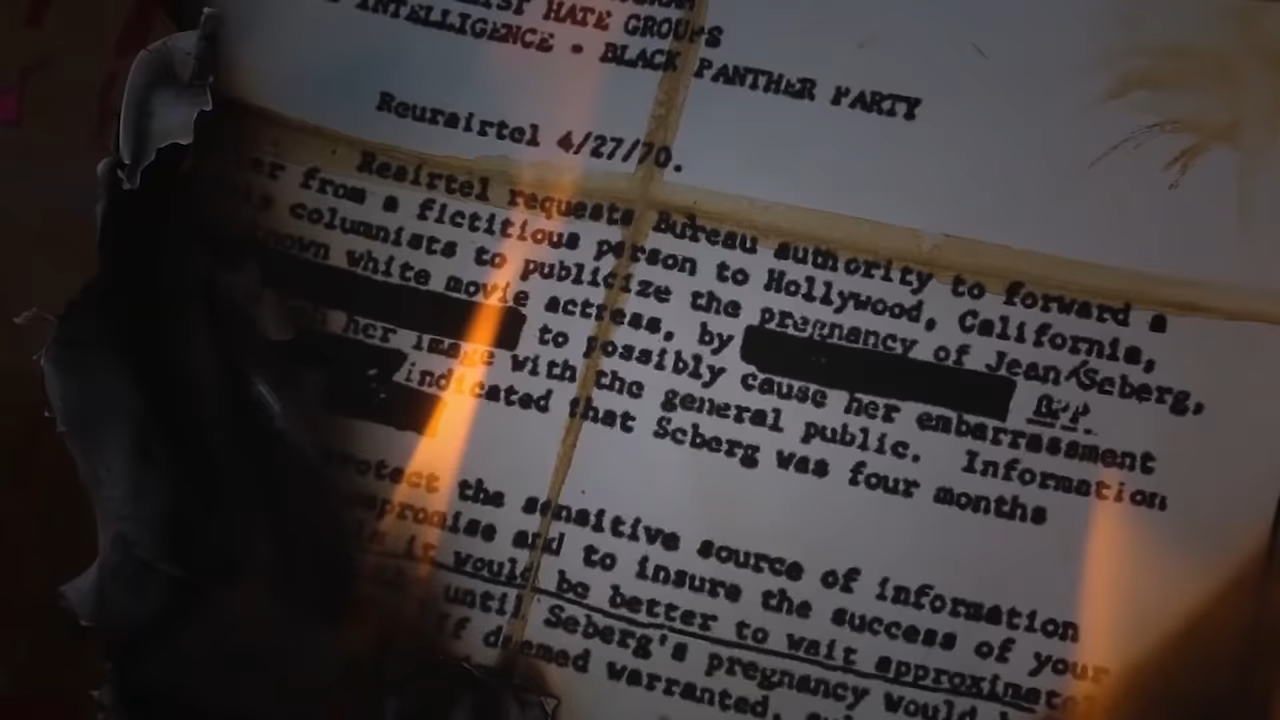 HATE GROUPS
INTELLIGENCE • BLACK PANTHER PARTY
Reurairtel 4/27/70.
Reairtel requests Bureau authority to forward a
from a fictitious person to Hollywood, California,
columnists to publicize the pregnancy of Jean Seberg,
white movie actress, by BPP.
to possibly cause her embarrassment
her image with the general public. Information
indicated that Seberg was four months
the sensitive source of information
and to insure the success of your
it would be better to wait
until Seberg's pregnancy would
If deemed warranted,